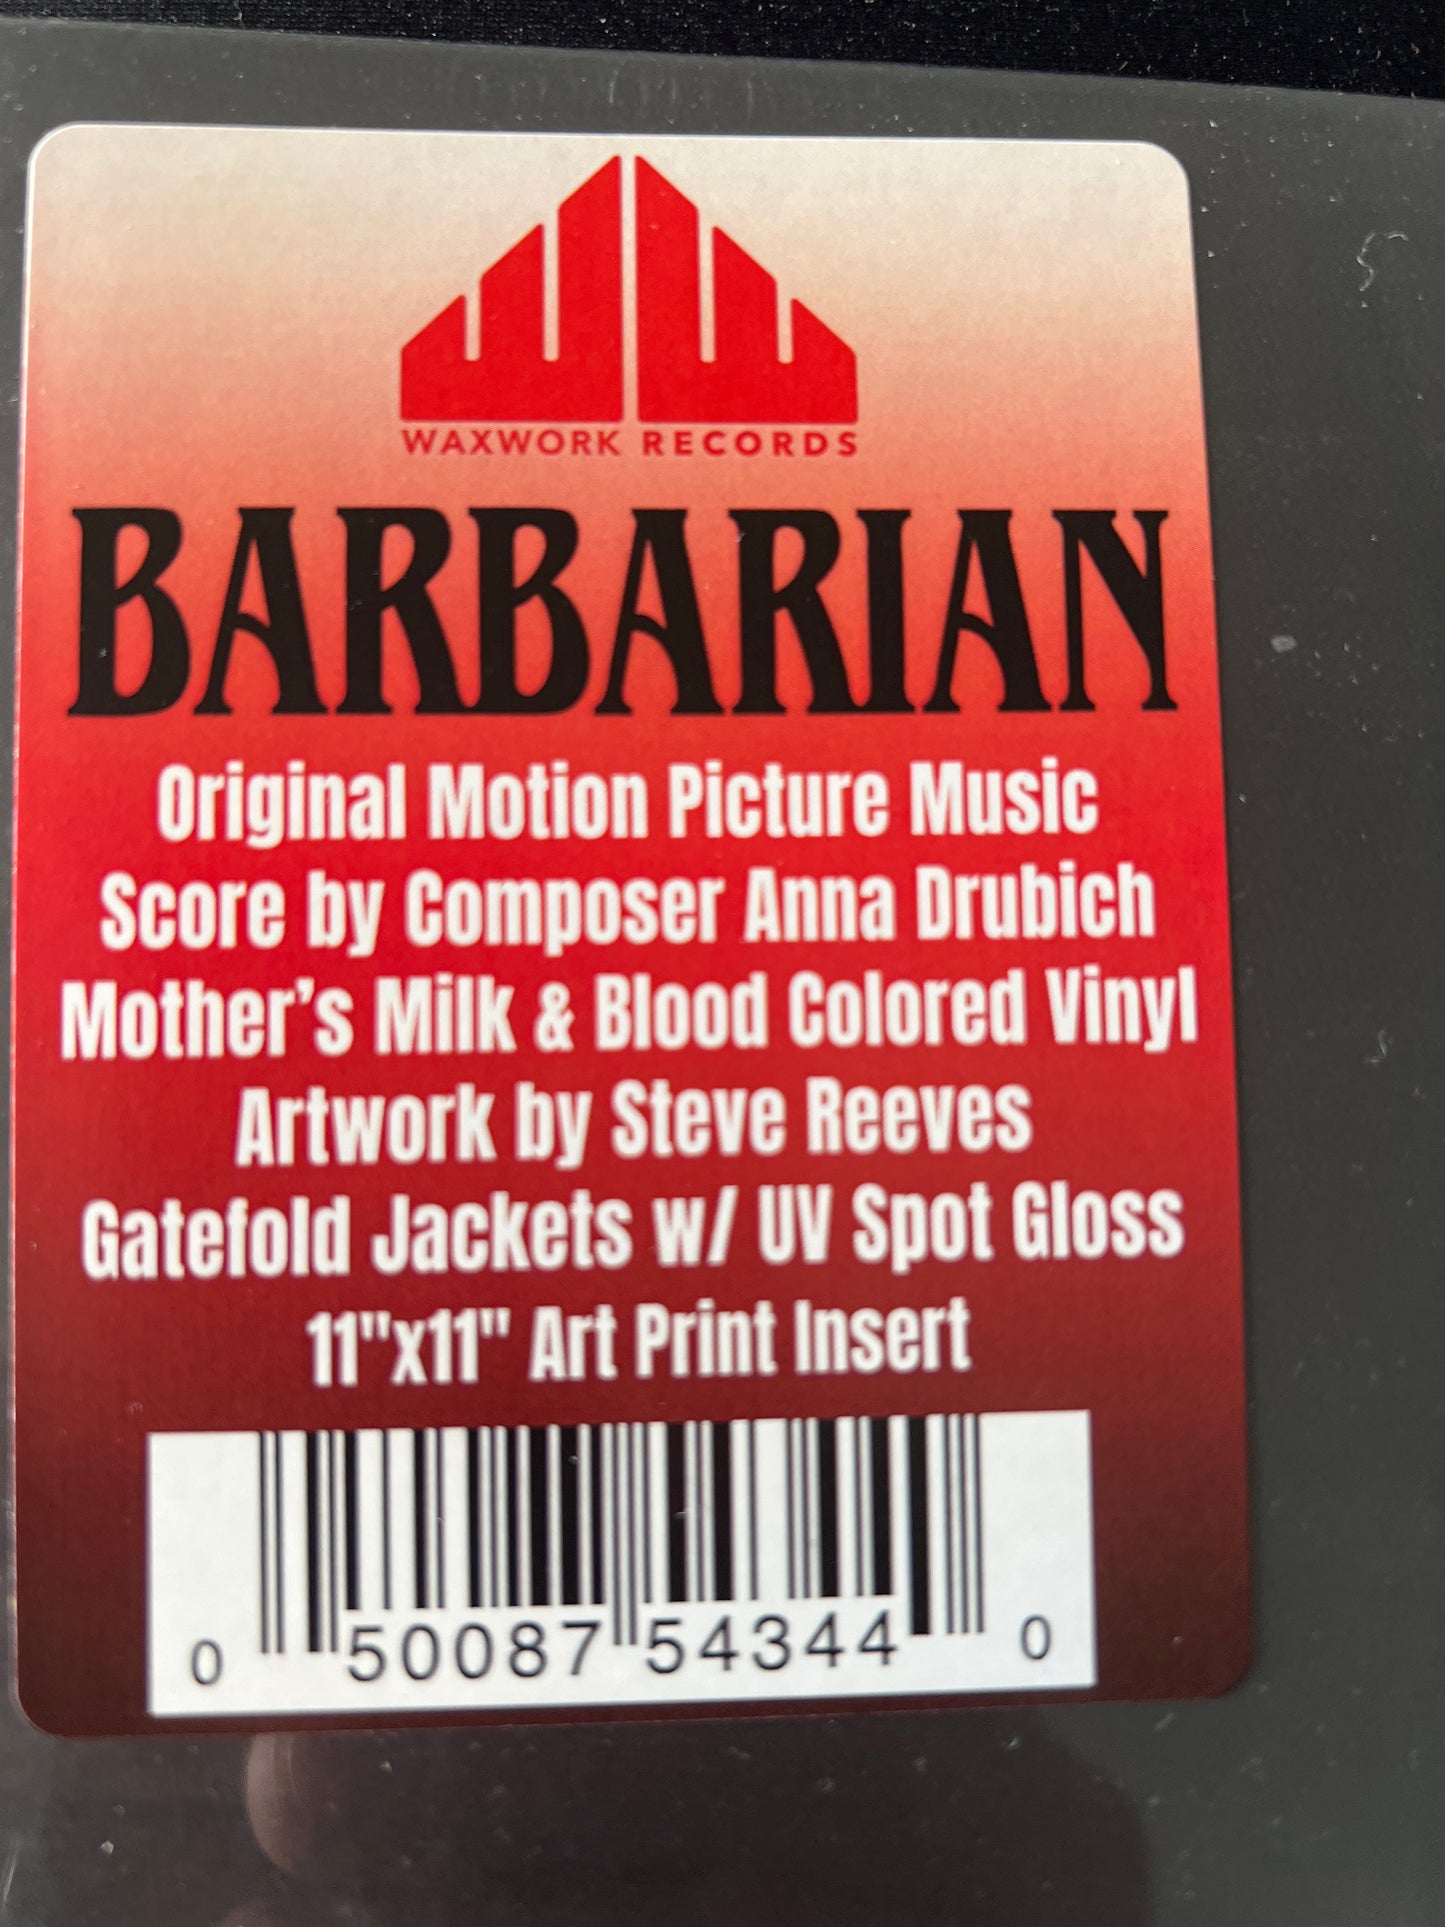 WAXWORK RECORDS
BARBARIAN
Original Motion Picture Music
Score by Composer Anna Drubich
Mother's Milk & Blood Colored Vinyl
Artwork by Steve Reeves
Gatefold Jackets w/ UV Spot Gloss
11"x11" Art Print Insert
0 50087 54344 0